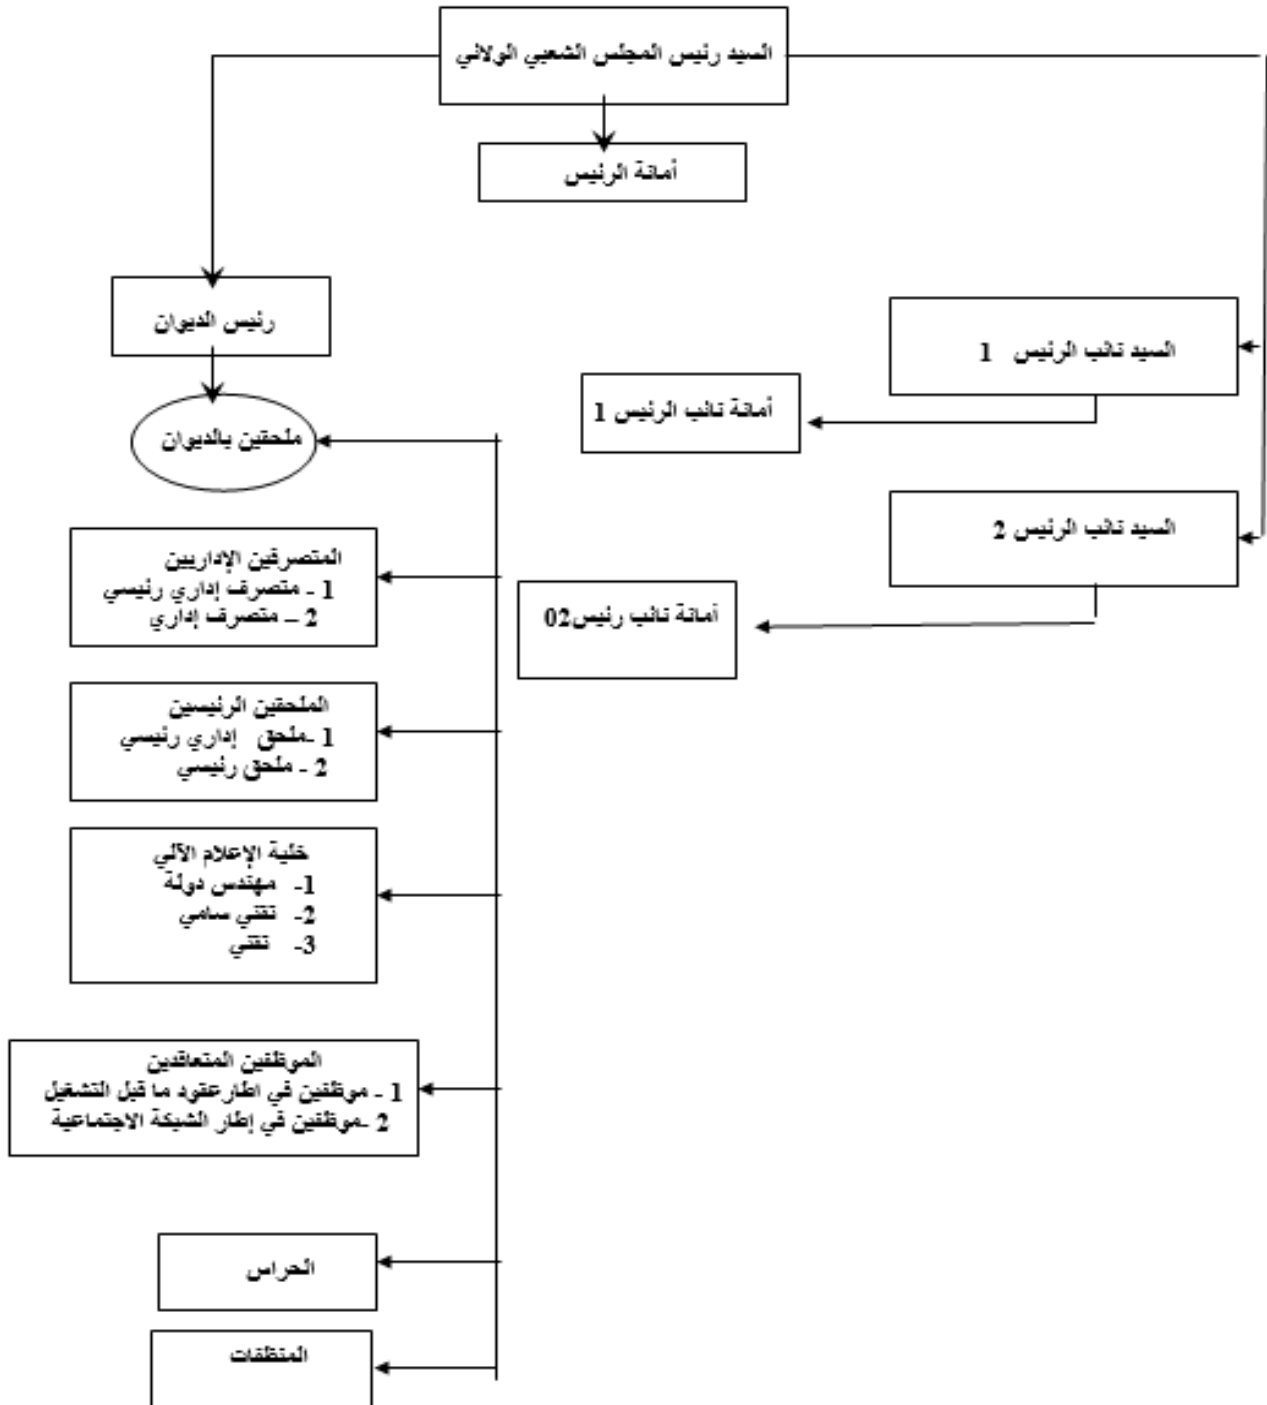 السيد رئيس المجلس الشعبي الولائي
أمانة الرئيس
رئيس الديوان
السيد نائب الرئيس 1
أمانة نائب الرئيس 1
ملحقين بالديوان
السيد نائب الرئيس 2
أمانة نائب رئيس02
المتصرفين الإداريين
1 - متصرف إداري رئيسي
2 – متصرف إداري
الملحقين الرئيسين
1 -ملحق إداري رئيسي
2 - ملحق رئيسي
خلية الإعلام الآلي
1- مهندس دولة
2- تقني سامي
3- تقني
الموظفين المتعاقدين
1 - موظفين في اطار عقود ما قبل التشغيل
2 -موظفين في إطار الشبكة الاجتماعية
الحراس
المنظفات